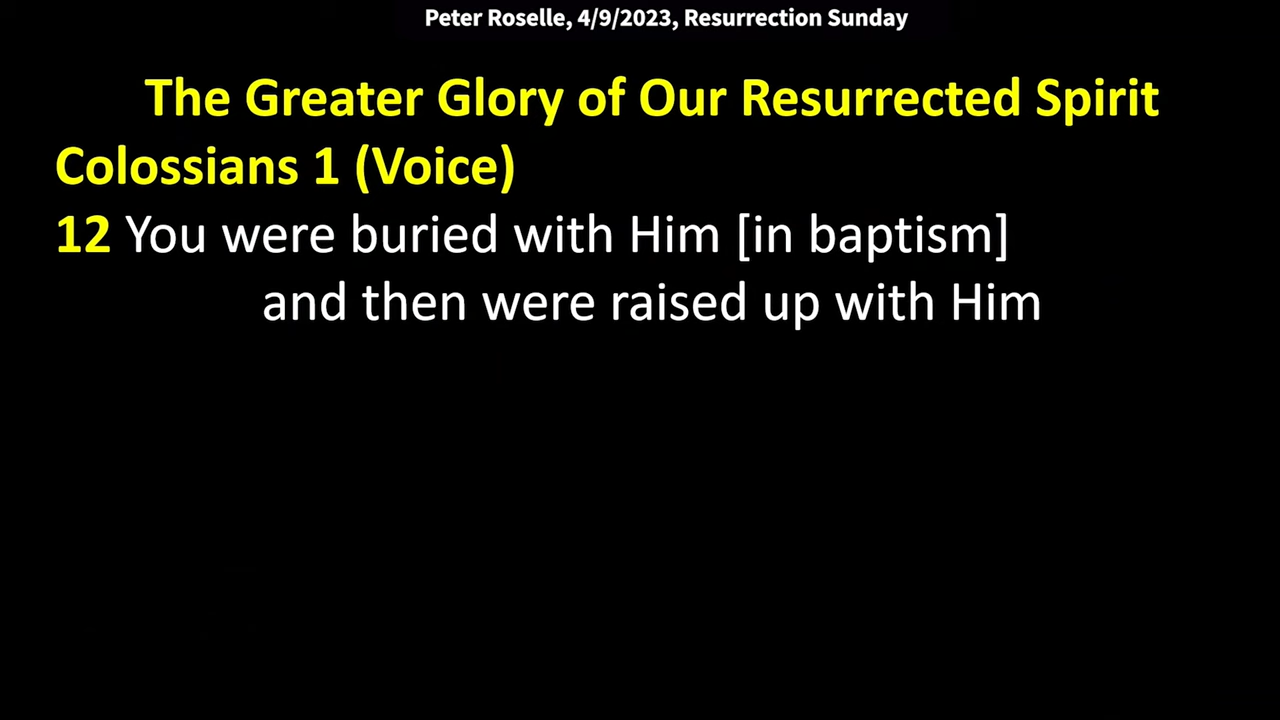 Peter Roselle, 4/9/2023, Resurrection Sunday
The Greater Glory of Our Resurrected Spirit
Colossians 1 (Voice)
12 You were buried with Him [in baptism]
and then were raised up with Him